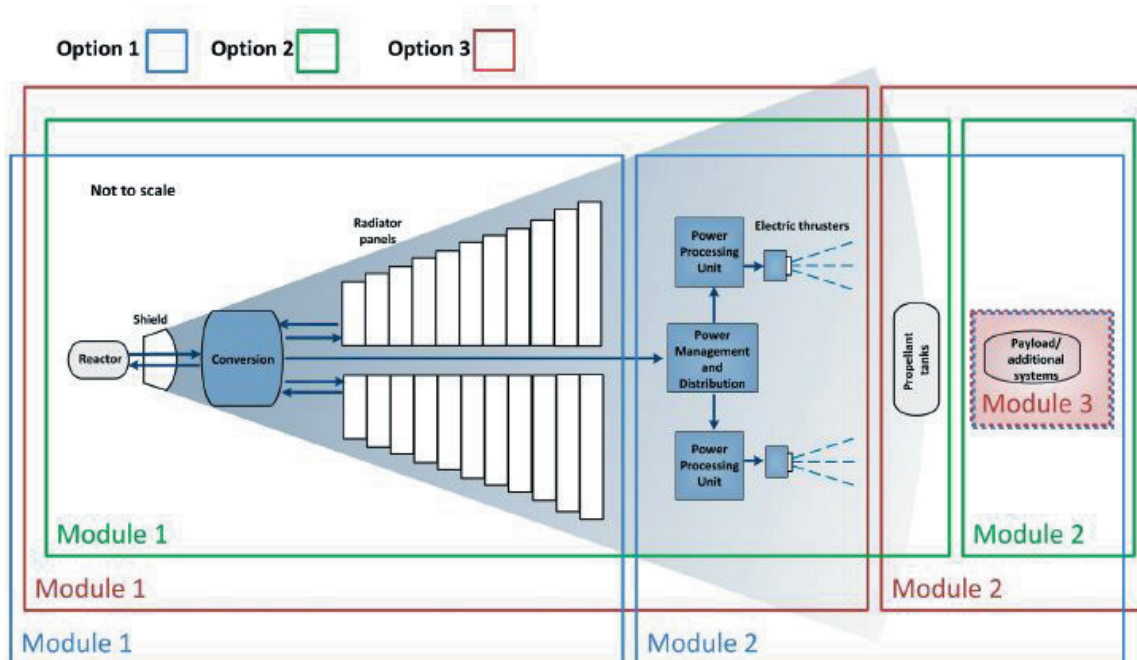 Option 1
Option 2
Option 3
Not to scale
Radiator
panels
Shield
Reactor
Conversion
Power
Processing
Unit
Electric thrusters
Power
Management
and
Distribution
Power
Processing
Unit
Propellant
tanks
Payload/
additional
systems
Module 3
Module 1
Module 2
Module 1
Module 2
Module 1
Module 2